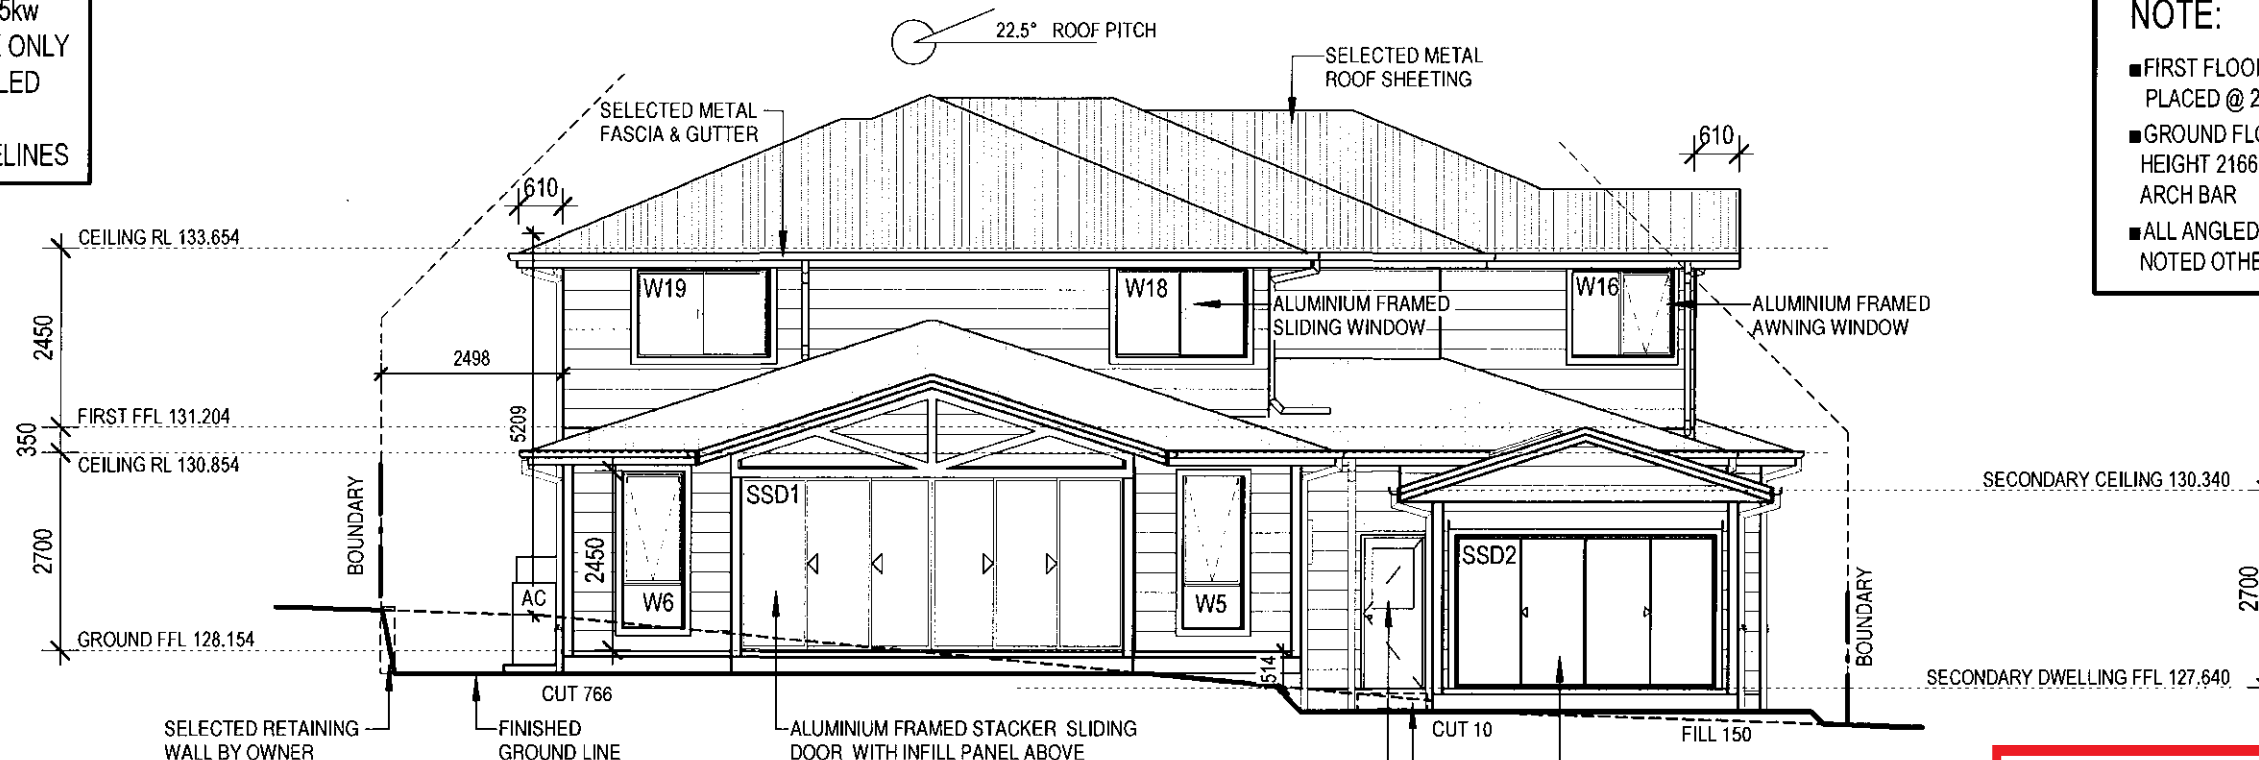 5kw
ONLY
LED
ELINES
22.5° ROOF PITCH
SELECTED METAL
ROOF SHEETING
SELECTED METAL
FASCIA & GUTTER
610
610
NOTE:
■FIRST FLOO
PLACED @ 2
■GROUND FLO
HEIGHT 2166
ARCH BAR
■ALL ANGLED
NOTED OTHE
CEILING RL 133.654
2450
FIRST FFL 131.204
350
CEILING RL 130.854
2700
GROUND FFL 128.154
2498
5209
BOUNDARY
W19
W18
W16
ALUMINIUM FRAMED
SLIDING WINDOW
ALUMINIUM FRAMED
AWNING WINDOW
SSD1
2450
W6
W5
AC
514
SSD2
SECONDARY CEILING 130.340
2700
BOUNDARY
SECONDARY DWELLING FFL 127.640
CUT 766
CUT 10
FILL 150
SELECTED RETAINING
WALL BY OWNER
FINISHED
GROUND LINE
ALUMINIUM FRAMED STACKER SLIDING
DOOR WITH INFILL PANEL ABOVE